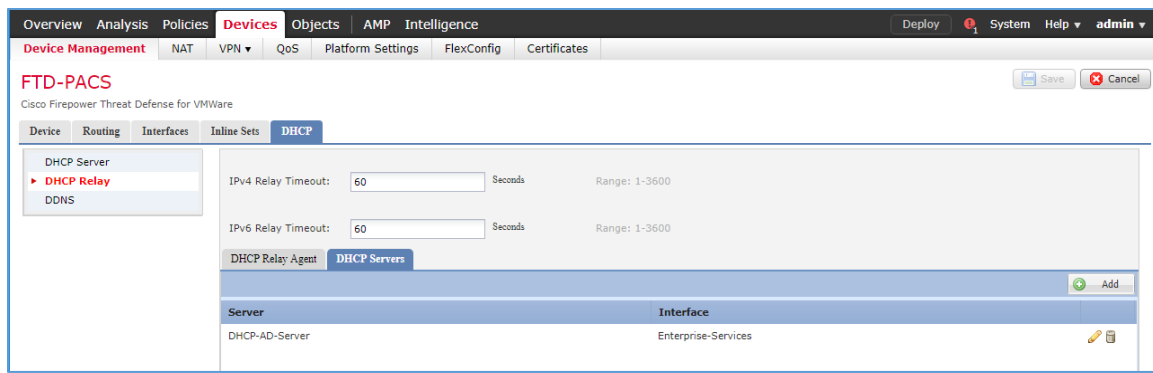 Overview Analysis Policies Devices Objects AMP Intelligence Deploy 1 System Help admin
Device Management NAT VPN QoS Platform Settings FlexConfig Certificates
FTD-PACS Save Cancel
Cisco Firepower Threat Defense for VMWare
Device Routing Interfaces Inline Sets DHCP
DHCP Server
DHCP Relay
DDNS
IPv4 Relay Timeout: 60 Seconds Range: 1-3600
IPv6 Relay Timeout: 60 Seconds Range: 1-3600
DHCP Relay Agent DHCP Servers
Add
Server Interface
DHCP-AD-Server Enterprise-Services